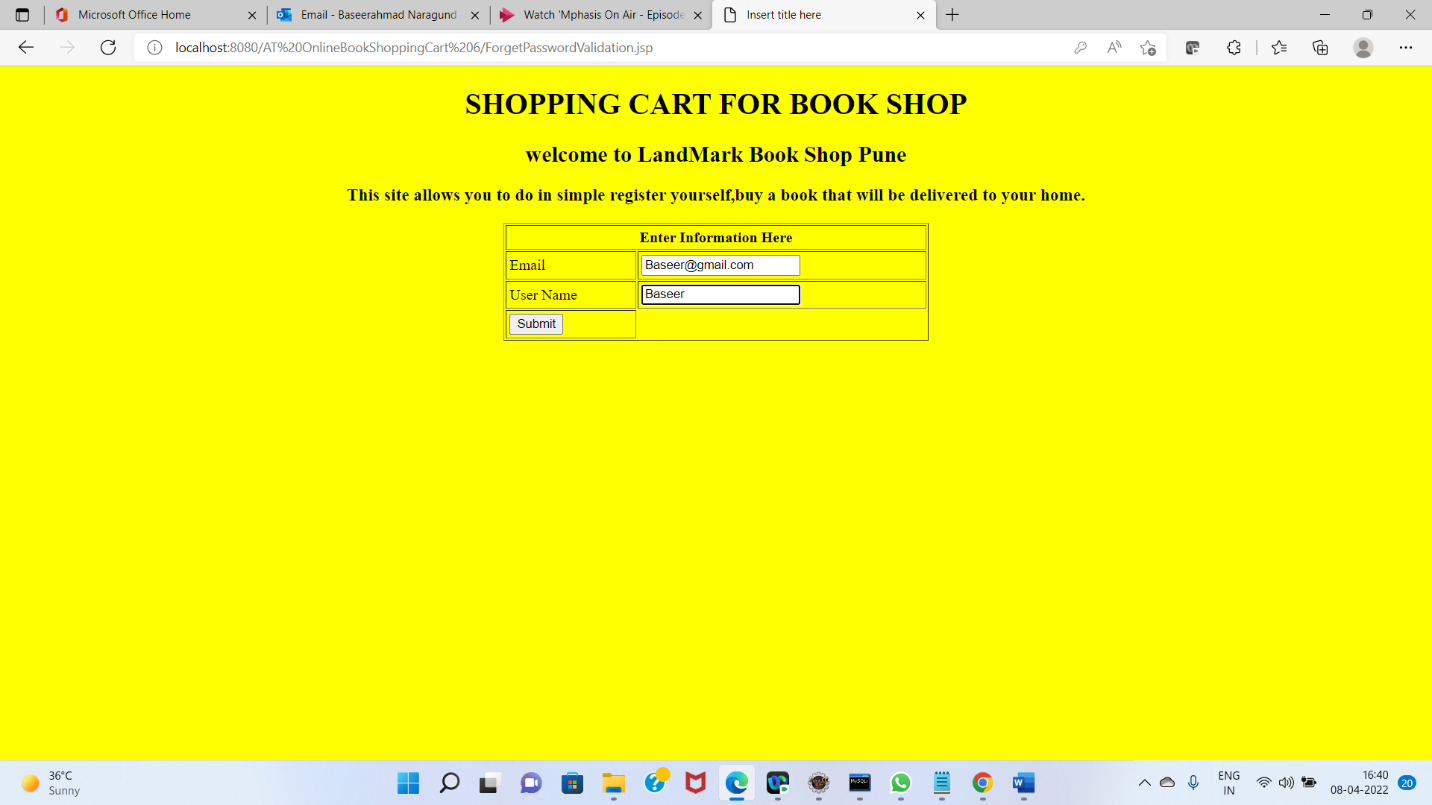 Microsoft Office Home
Email - Baseerahmad Naragund
Watch 'Mphasis On Air - Episode
Insert title here
localhost:8080/AT%20OnlineBookShoppingCart%206/ForgetPasswordValidation.jsp
SHOPPING CART FOR BOOK SHOP
welcome to LandMark Book Shop Pune
This site allows you to do in simple register yourself,buy a book that will be delivered to your home.
Enter Information Here
Email Baseer@gmail.com
User Name Baseer
Submit
36°C
Sunny
ENG
IN
16:40
08-04-2022
20